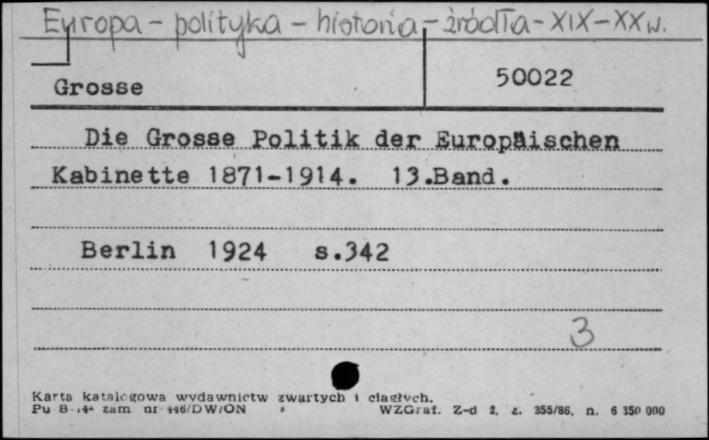 Europa - polityka - historia - źródła - XIX - XX w.
Grosse
50022
Die Grosse Politik der Europäischen
Kabinette 1871-1914. 13.Band.
Berlin 1924 s.342
3
Karta katalogowa wydawnictw zwartych i ciągłych.
Pu B- zam nr 446/DW/ON WZGraf. Z-d 2, z. 255/86, n. 6 350 000